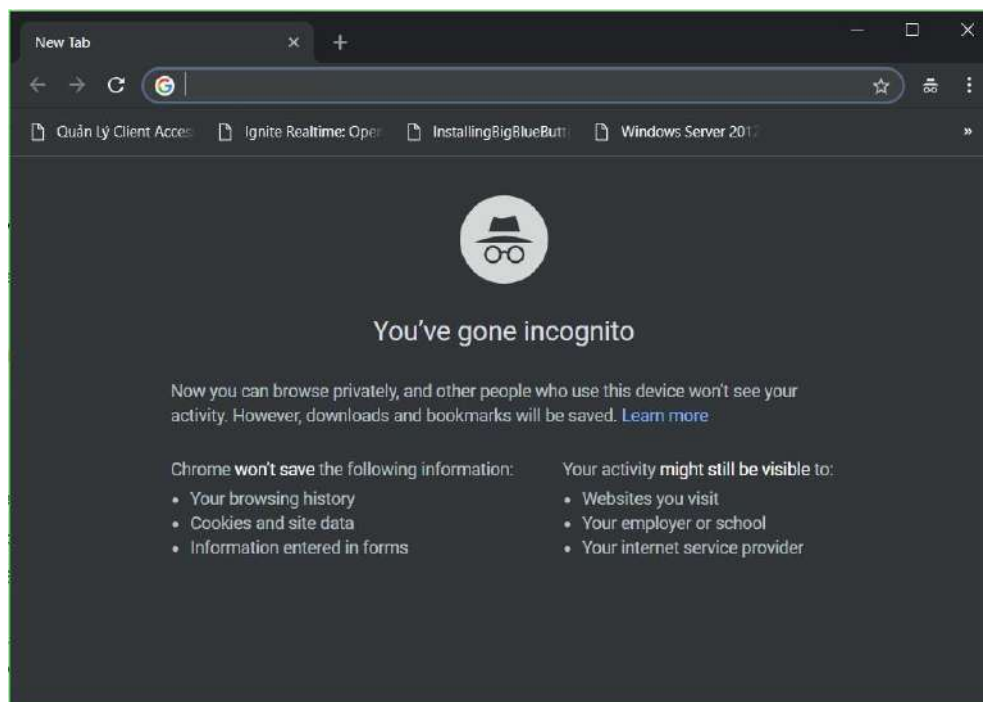 New Tab
Quản Lý Client Acces
Ignite Realtime: Oper
InstallingBigBlueButt
Windows Server 2012
You've gone incognito
Now you can browse privately, and other people who use this device won't see your
activity. However, downloads and bookmarks will be saved. Learn more
Chrome won't save the following information:
• Your browsing history
• Cookies and site data
• Information entered in forms
Your activity might still be visible to:
• Websites you visit
• Your employer or school
• Your internet service provider